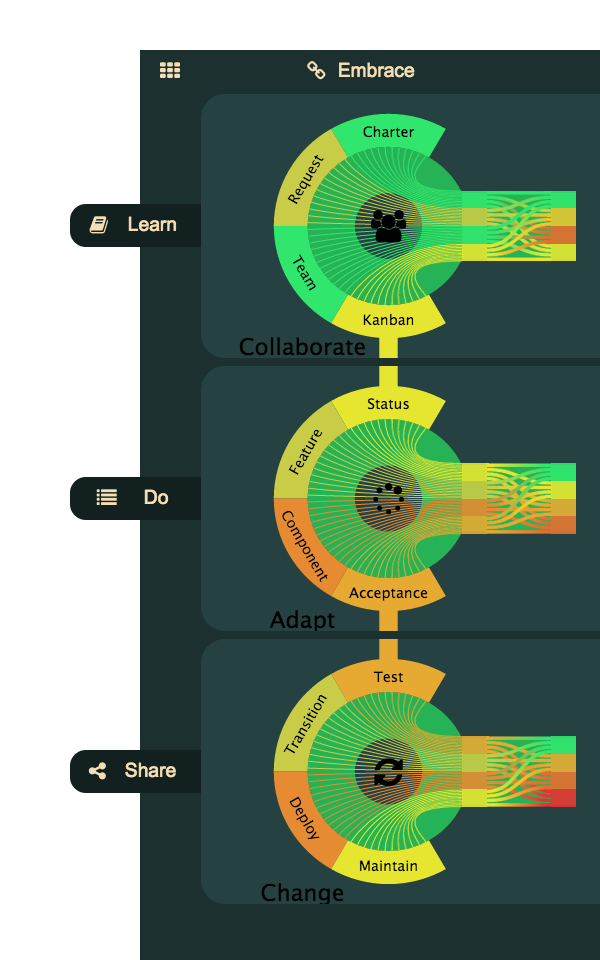 Embrace
Charter
Request
Learn
Team
Kanban
Collaborate
Status
Feature
Do
Component
Acceptance
Adapt
Test
Transition
Share
Deploy
Maintain
Change